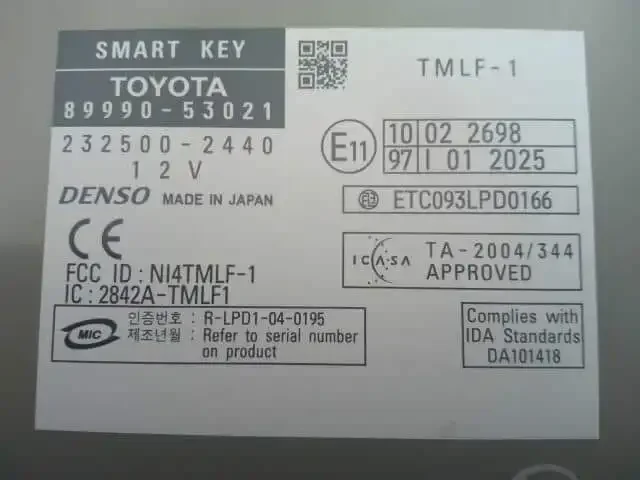 SMART KEY
TOYOTA
89990-53021
232500-2440
12V
DENSO MADE IN JAPAN
CE
FCC ID : NI4TMLF-1
IC : 2842A-TMLF1
MIC
인증번호 : R-LPD1-04-0195
제조년월 : Refer to serial number
on product
TMLF-1
E11
10 02 2698
97 I 01 2025
ETC093LPD0166
ICASA
TA-2004/344
APPROVED
Complies with
IDA Standards
DA101418